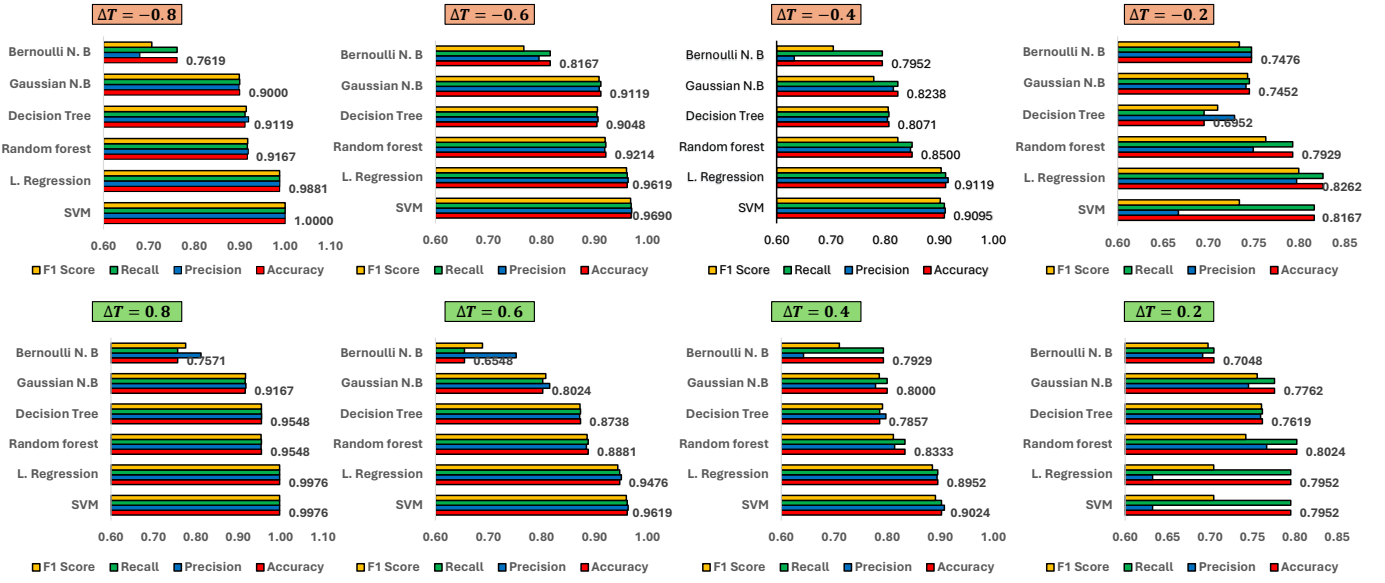 ΔT = −0.8
Bernoulli N. B
0.7619
Gaussian N.B
0.9000
Decision Tree
0.9119
Random forest
0.9167
L. Regression
0.9881
SVM
1.0000
0.60 0.70 0.80 0.90 1.00 1.10
F1 Score Recall Precision Accuracy
ΔT = −0.6
Bernoulli N. B
0.8167
Gaussian N.B
0.9119
Decision Tree
0.9048
Random forest
0.9214
L. Regression
0.9619
SVM
0.9690
0.60 0.70 0.80 0.90 1.00
F1 Score Recall Precision Accuracy
ΔT = −0.4
Bernoulli N. B
0.7952
Gaussian N.B
0.8238
Decision Tree
0.8071
Random forest
0.8500
L. Regression
0.9119
SVM
0.9095
0.60 0.70 0.80 0.90 1.00
F1 Score Recall Precision Accuracy
ΔT = −0.2
Bernoulli N. B
0.7476
Gaussian N.B
0.7452
Decision Tree
0.6952
Random forest
0.7929
L. Regression
0.8262
SVM
0.8167
0.60 0.65 0.70 0.75 0.80 0.85
F1 Score Recall Precision Accuracy
ΔT = 0.8
Bernoulli N. B
0.7571
Gaussian N.B
0.9167
Decision Tree
0.9548
Random forest
0.9548
L. Regression
0.9976
SVM
0.9976
0.60 0.70 0.80 0.90 1.00 1.10
F1 Score Recall Precision Accuracy
ΔT = 0.6
Bernoulli N. B
0.6548
Gaussian N.B
0.8024
Decision Tree
0.8738
Random forest
0.8881
L. Regression
0.9476
SVM
0.9619
0.60 0.70 0.80 0.90 1.00
F1 Score Recall Precision Accuracy
ΔT = 0.4
Bernoulli N. B
0.7929
Gaussian N.B
0.8000
Decision Tree
0.7857
Random forest
0.8333
L. Regression
0.8952
SVM
0.9024
0.60 0.70 0.80 0.90 1.00
F1 Score Recall Precision Accuracy
ΔT = 0.2
Bernoulli N. B
0.7048
Gaussian N.B
0.7762
Decision Tree
0.7619
Random forest
0.8024
L. Regression
0.7952
SVM
0.7952
0.60 0.65 0.70 0.75 0.80 0.85
F1 Score Recall Precision Accuracy